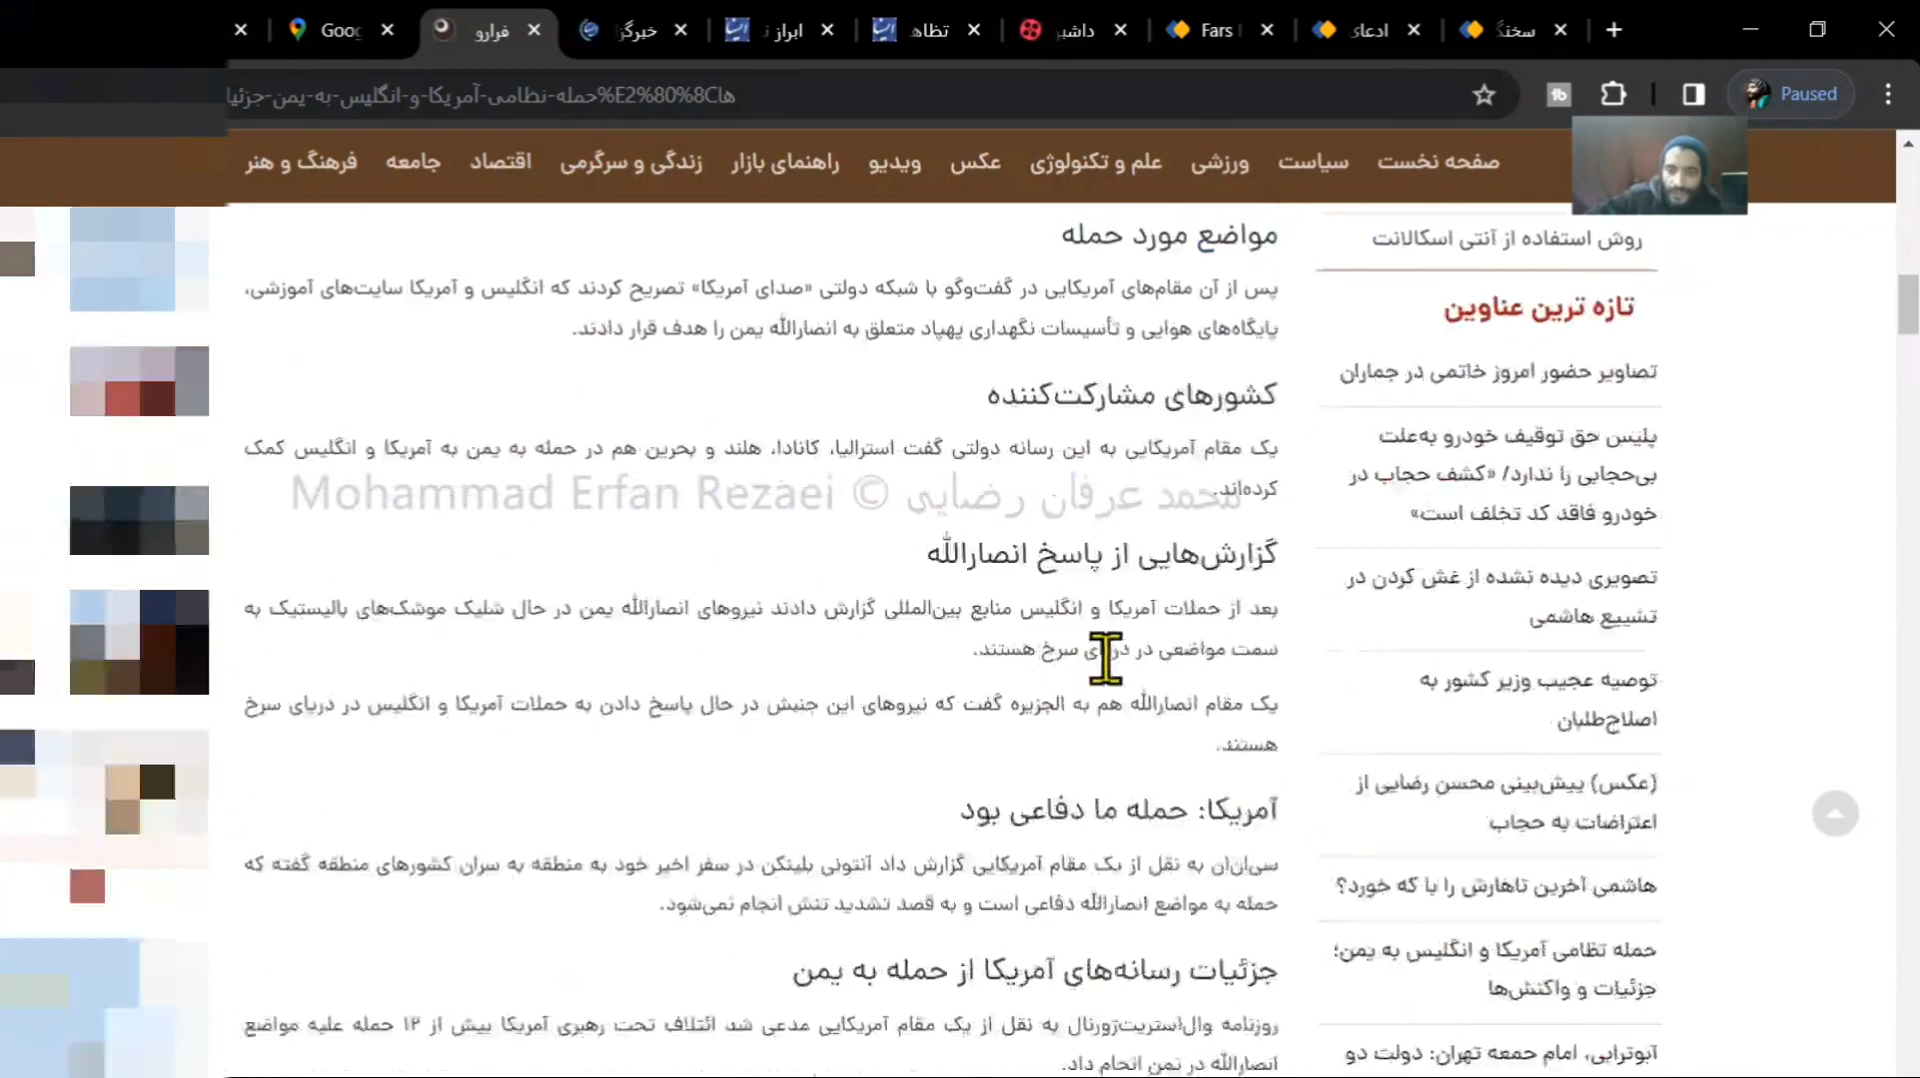 Goog
فرارو
خبرگز
ابراز
تظاه
داشبر
Fars
ادعای
سخنگ
ها%E2%80%8Cحمله-نظامی-آمریکا-و-انگلیس-به-یمن-جزئیا
Paused
صفحه نخست سیاست ورزشی علم و تکنولوژی عکس ویدیو راهنمای بازار زندگی و سرگرمی اقتصاد جامعه فرهنگ و هنر
مواضع مورد حمله
پس از آن مقام‌های آمریکایی در گفت‌وگو با شبکه دولتی «صدای آمریکا» تصریح کردند که انگلیس و آمریکا سایت‌های آموزشی،
پایگاه‌های هوایی و تأسیسات نگهداری پهپاد متعلق به انصارالله یمن را هدف قرار دادند.
کشورهای مشارکت‌کننده
یک مقام آمریکایی به این رسانه دولتی گفت استرالیا، کانادا، هلند و بحرین هم در حمله به یمن به آمریکا و انگلیس کمک
کرده‌اند.
Mohammad Erfan Rezaei © محمد عرفان رضایی
گزارش‌هایی از پاسخ انصارالله
بعد از حملات آمریکا و انگلیس منابع بین‌المللی گزارش دادند نیروهای انصارالله یمن در حال شلیک موشک‌های بالیستیک به
سمت مواضعی در دریای سرخ هستند.
یک مقام انصارالله هم به الجزیره گفت که نیروهای این جنبش در حال پاسخ دادن به حملات آمریکا و انگلیس در دریای سرخ
هستند.
آمریکا: حمله ما دفاعی بود
سی‌ان‌ان به نقل از یک مقام آمریکایی گزارش داد آنتونی بلینکن در سفر اخیر خود به منطقه به سران کشورهای منطقه گفته که
حمله به مواضع انصارالله دفاعی است و به قصد تشدید تنش انجام نمی‌شود.
جزئیات رسانه‌های آمریکا از حمله به یمن
روزنامه وال‌استریت‌ژورنال به نقل از یک مقام آمریکایی مدعی شد ائتلاف تحت رهبری آمریکا بیش از ۱۲ حمله علیه مواضع
انصارالله در یمن انجام داد.
روش استفاده از آنتی اسکالانت
تازه ترین عناوین
تصاویر حضور امروز خاتمی در جماران
پلیس حق توقیف خودرو به‌علت
بی‌حجابی را ندارد/ «کشف حجاب در
خودرو فاقد کد تخلف است»
تصویری دیده نشده از غش کردن در
تشییع هاشمی
توصیه عجیب وزیر کشور به
اصلاح‌طلبان
(عکس) پیش‌بینی محسن رضایی از
اعتراضات به حجاب
هاشمی آخرین ناهارش را با که خورد؟
حمله نظامی آمریکا و انگلیس به یمن؛
جزئیات و واکنش‌ها
ابوترابی، امام جمعه تهران: دولت دو